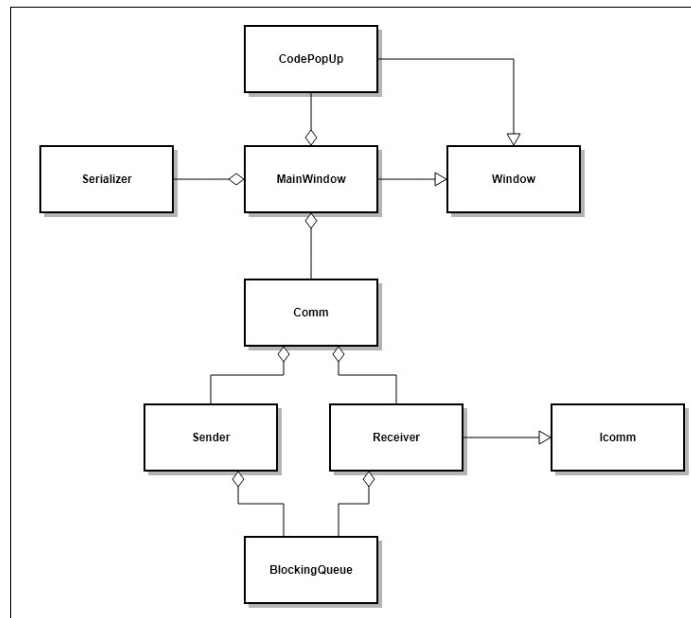 CodePopUp
Serializer
MainWindow
Window
Comm
Sender
Receiver
Icomm
BlockingQueue